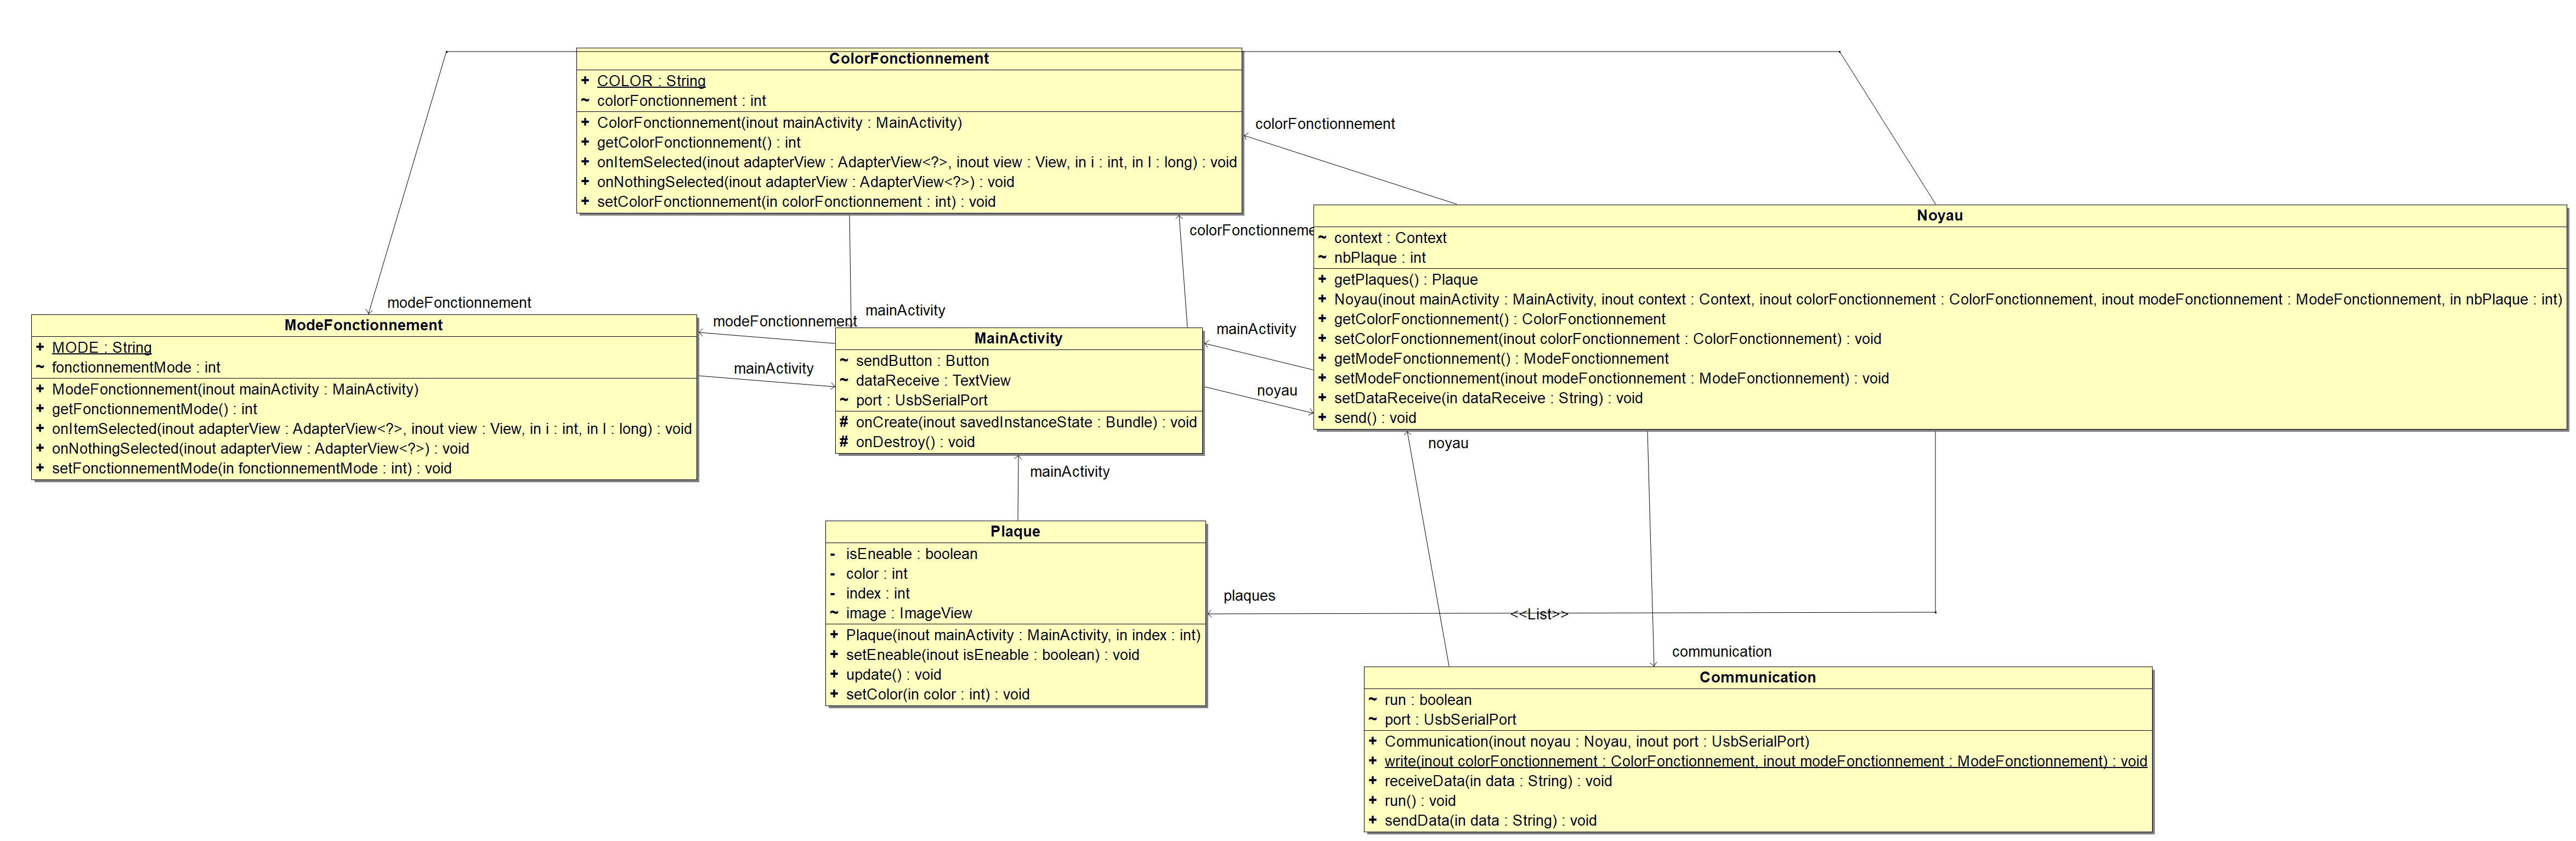 ColorFonctionnement
+ COLOR : String
~ colorFonctionnement : int
+ ColorFonctionnement(inout mainActivity : MainActivity)
+ getColorFonctionnement() : int
+ onItemSelected(inout adapterView : AdapterView<?>, inout view : View, in i : int, in l : long) : void
+ onNothingSelected(inout adapterView : AdapterView<?>) : void
+ setColorFonctionnement(in colorFonctionnement : int) : void
colorFonctionnement
colorFonctionneme
Noyau
~ context : Context
~ nbPlaque : int
+ getPlaques() : Plaque
+ Noyau(inout mainActivity : MainActivity, inout context : Context, inout colorFonctionnement : ColorFonctionnement, inout modeFonctionnement : ModeFonctionnement, in nbPlaque : int)
+ getColorFonctionnement() : ColorFonctionnement
+ setColorFonctionnement(inout colorFonctionnement : ColorFonctionnement) : void
+ getModeFonctionnement() : ModeFonctionnement
+ setModeFonctionnement(inout modeFonctionnement : ModeFonctionnement) : void
+ setDataReceive(in dataReceive : String) : void
+ send() : void
modeFonctionnement
ModeFonctionnement
+ MODE : String
~ fonctionnementMode : int
+ ModeFonctionnement(inout mainActivity : MainActivity)
+ getFonctionnementMode() : int
+ onItemSelected(inout adapterView : AdapterView<?>, inout view : View, in i : int, in l : long) : void
+ onNothingSelected(inout adapterView : AdapterView<?>) : void
+ setFonctionnementMode(in fonctionnementMode : int) : void
modeFonctionnement
mainActivity
mainActivity
MainActivity
~ sendButton : Button
~ dataReceive : TextView
~ port : UsbSerialPort
# onCreate(inout savedInstanceState : Bundle) : void
# onDestroy() : void
mainActivity
noyau
mainActivity
noyau
Plaque
- isEneable : boolean
- color : int
- index : int
~ image : ImageView
+ Plaque(inout mainActivity : MainActivity, in index : int)
+ setEneable(inout isEneable : boolean) : void
+ update() : void
+ setColor(in color : int) : void
plaques
<<List>>
communication
Communication
~ run : boolean
~ port : UsbSerialPort
+ Communication(inout noyau : Noyau, inout port : UsbSerialPort)
+ write(inout colorFonctionnement : ColorFonctionnement, inout modeFonctionnement : ModeFonctionnement) : void
+ receiveData(in data : String) : void
+ run() : void
+ sendData(in data : String) : void